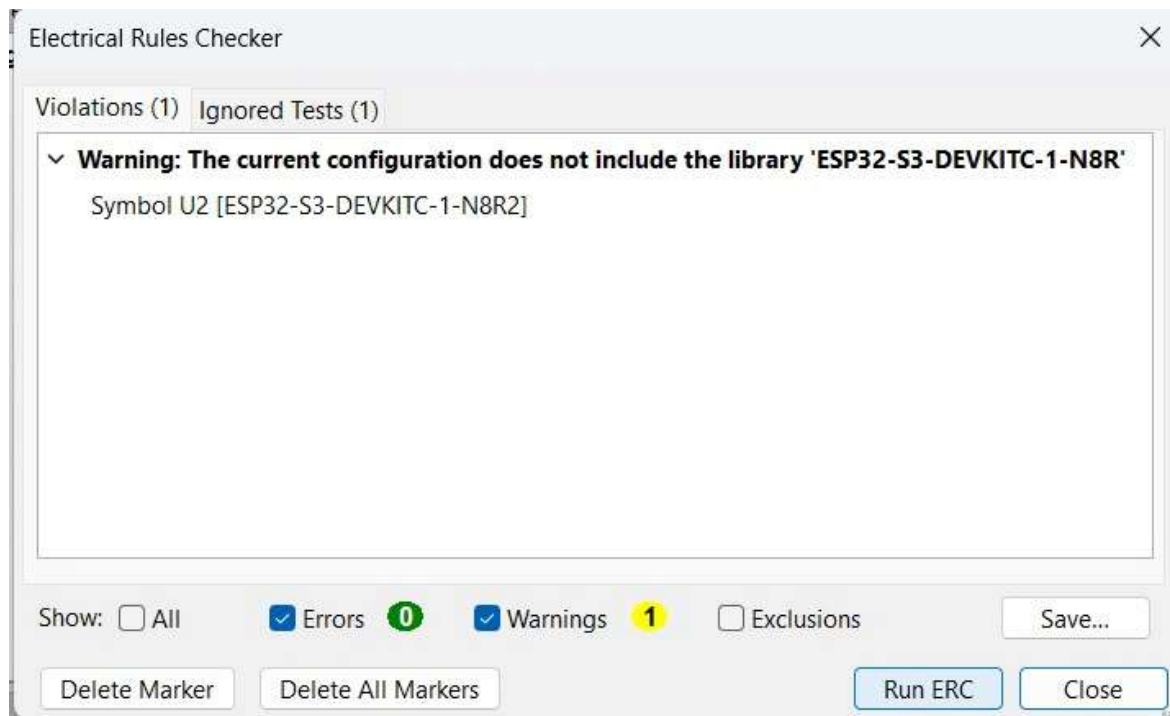 Electrical Rules Checker
Violations (1) Ignored Tests (1)
Warning: The current configuration does not include the library 'ESP32-S3-DEVKITC-1-N8R'
Symbol U2 [ESP32-S3-DEVKITC-1-N8R2]
Show: All Errors 0 Warnings 1 Exclusions Save...
Delete Marker Delete All Markers Run ERC Close